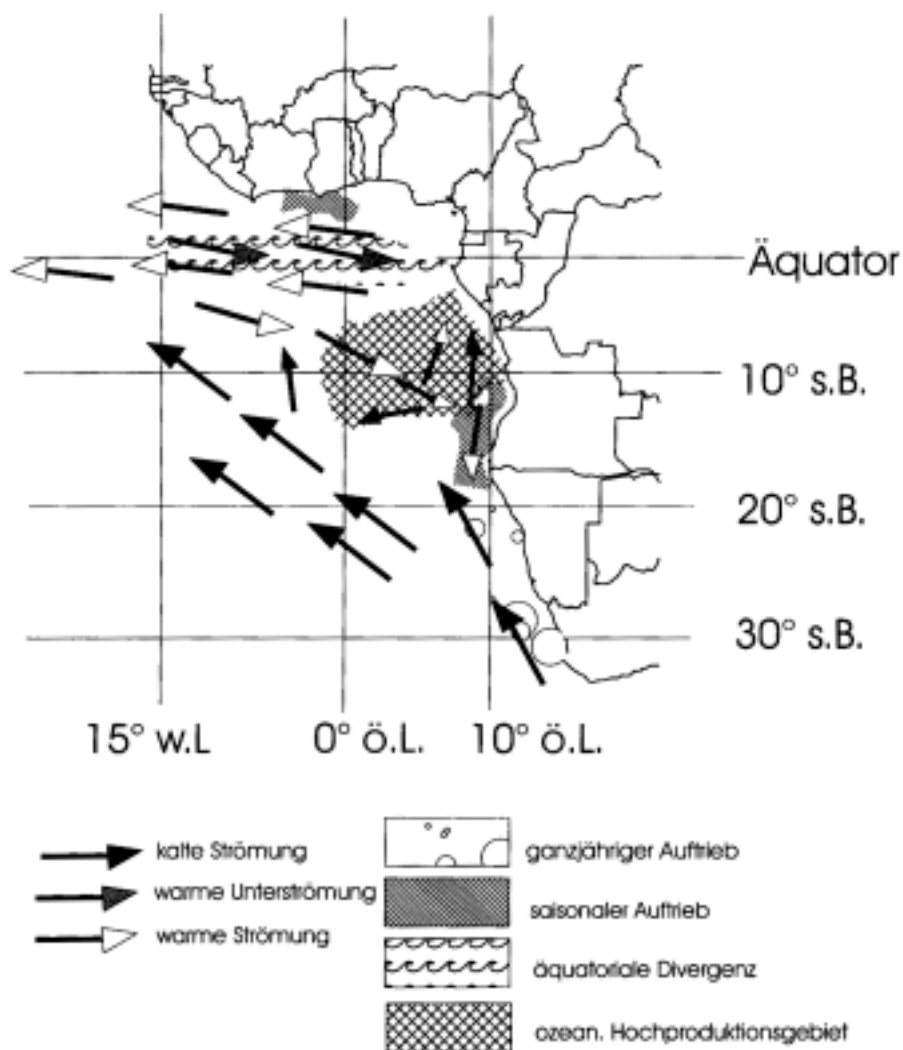 Äquator
10° s.B.
20° s.B.
30° s.B.
15° w.L
0° ö.L.
10° ö.L.
kalte Strömung
warme Unterströmung
warme Strömung
ganzjähriger Auftrieb
saisonaler Auftrieb
äquatoriale Divergenz
ozean. Hochproduktionsgebiet